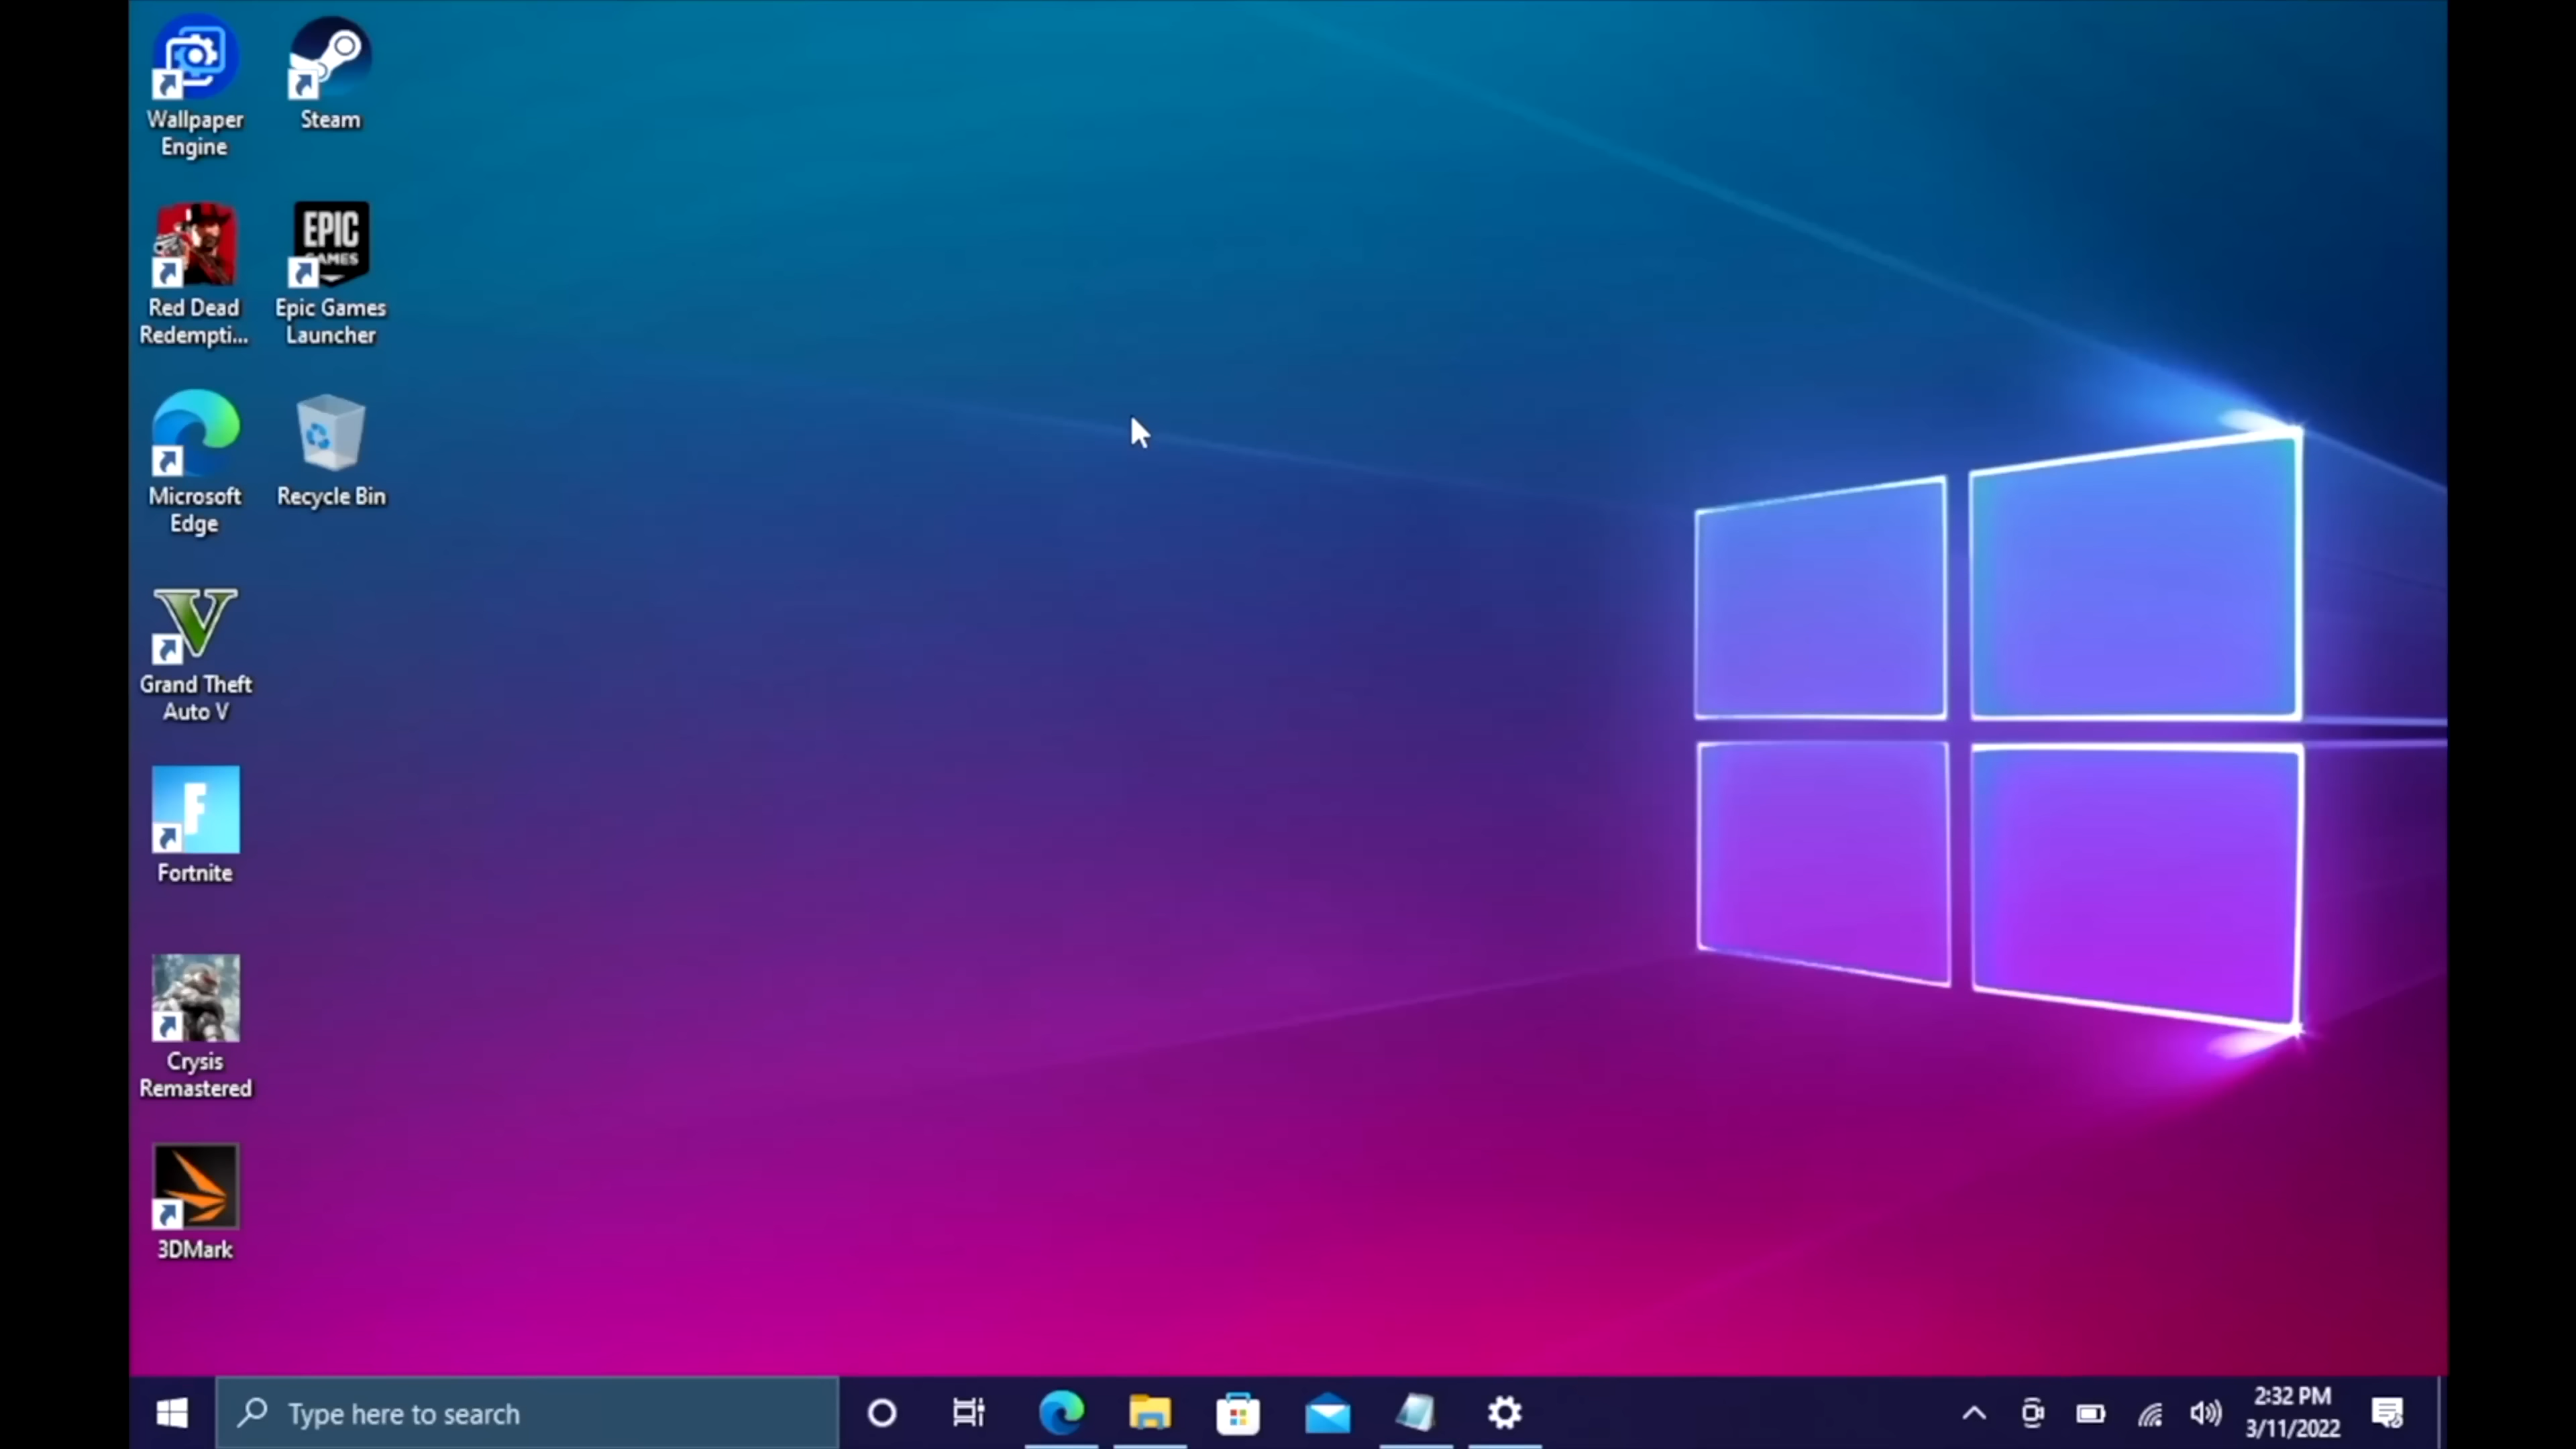 Wallpaper
Engine
Steam
Red Dead
Redempti...
EPIC
GAMES
Epic Games
Launcher
Microsoft
Edge
Recycle Bin
V
Grand Theft
Auto V
F
Fortnite
Crysis
Remastered
3DMark
Type here to search
2:32 PM
3/11/2022